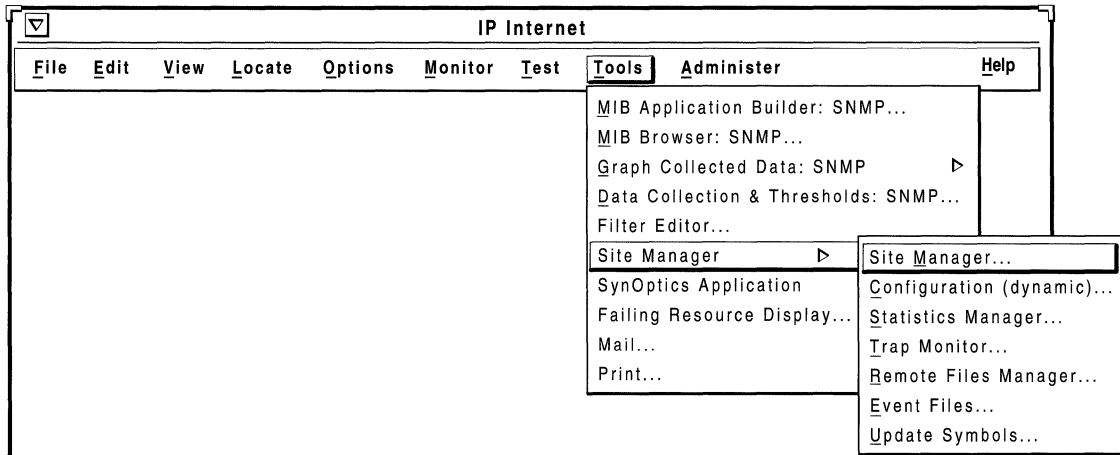 IP Internet
File Edit View Locate Options Monitor Test Tools Administer Help
MIB Application Builder: SNMP...
MIB Browser: SNMP...
Graph Collected Data: SNMP
Data Collection & Thresholds: SNMP...
Filter Editor...
Site Manager
SynOptics Application
Failing Resource Display...
Mail...
Print...
Site Manager...
Configuration (dynamic)...
Statistics Manager...
Trap Monitor...
Remote Files Manager...
Event Files...
Update Symbols...